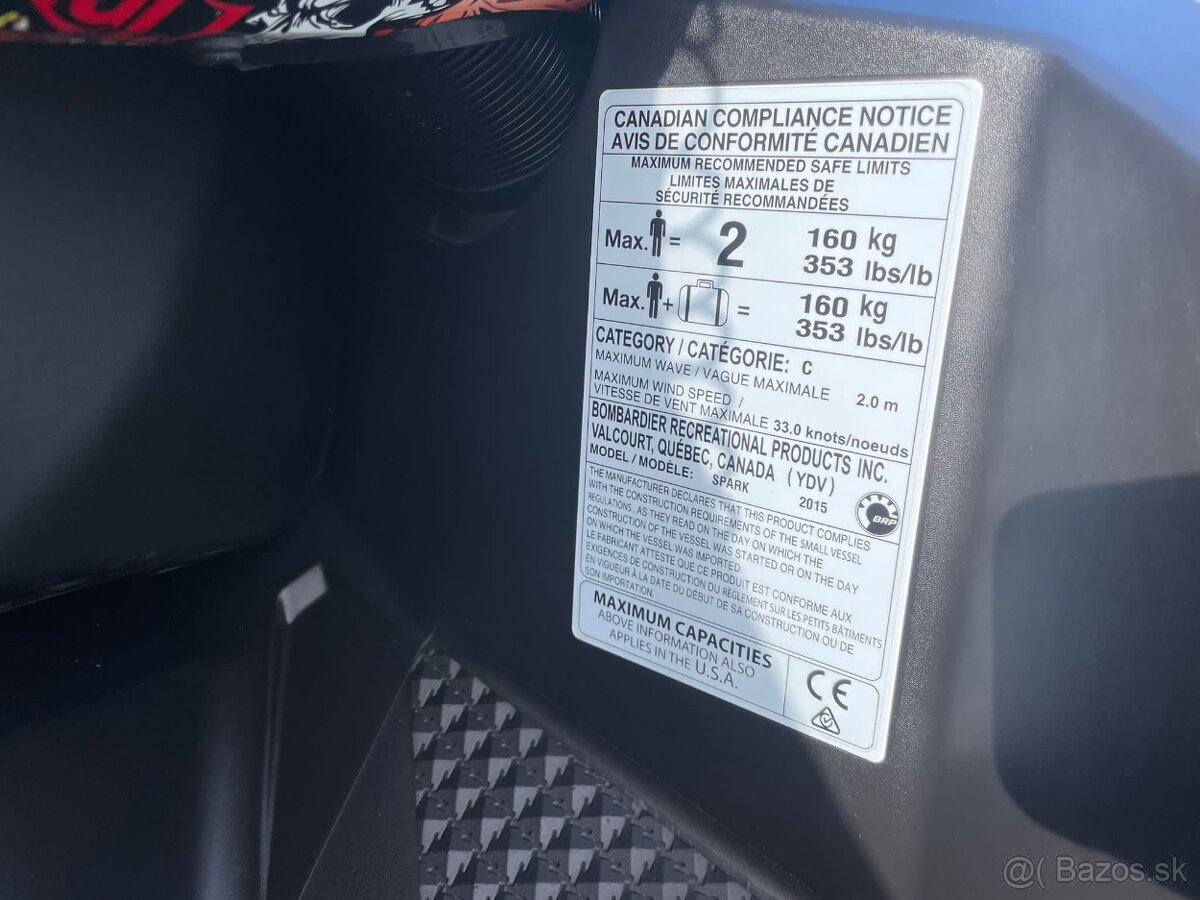 CANADIAN COMPLIANCE NOTICE
AVIS DE CONFORMITÉ CANADIEN
MAXIMUM RECOMMENDED SAFE LIMITS
LIMITES MAXIMALES DE
SÉCURITÉ RECOMMANDÉES
Max. = 2 160 kg
353 lbs/lb
Max. + = 160 kg
353 lbs/lb
CATEGORY / CATÉGORIE: C
MAXIMUM WAVE / VAGUE MAXIMALE 2.0 m
MAXIMUM WIND SPEED /
VITESSE DE VENT MAXIMALE 33.0 knots/noeuds
BOMBARDIER RECREATIONAL PRODUCTS INC.
VALCOURT, QUÉBEC, CANADA (YDV)
MODEL / MODÈLE: SPARK 2015
BRP
THE MANUFACTURER DECLARES THAT THIS PRODUCT COMPLIES
WITH THE CONSTRUCTION REQUIREMENTS OF THE SMALL VESSEL
REGULATIONS, AS THEY READ ON THE DAY ON WHICH THE
CONSTRUCTION OF THE VESSEL WAS STARTED OR ON THE DAY
ON WHICH THE VESSEL WAS IMPORTED.
LE FABRICANT ATTESTE QUE CE PRODUIT EST CONFORME AUX
EXIGENCES DE CONSTRUCTION DU RÈGLEMENT SUR LES PETITS BÂTIMENTS
EN VIGUEUR À LA DATE DU DÉBUT DE SA CONSTRUCTION OU DE
SON IMPORTATION.
MAXIMUM CAPACITIES
ABOVE INFORMATION ALSO
APPLIES IN THE U.S.A.
CE
@( Bazos.sk